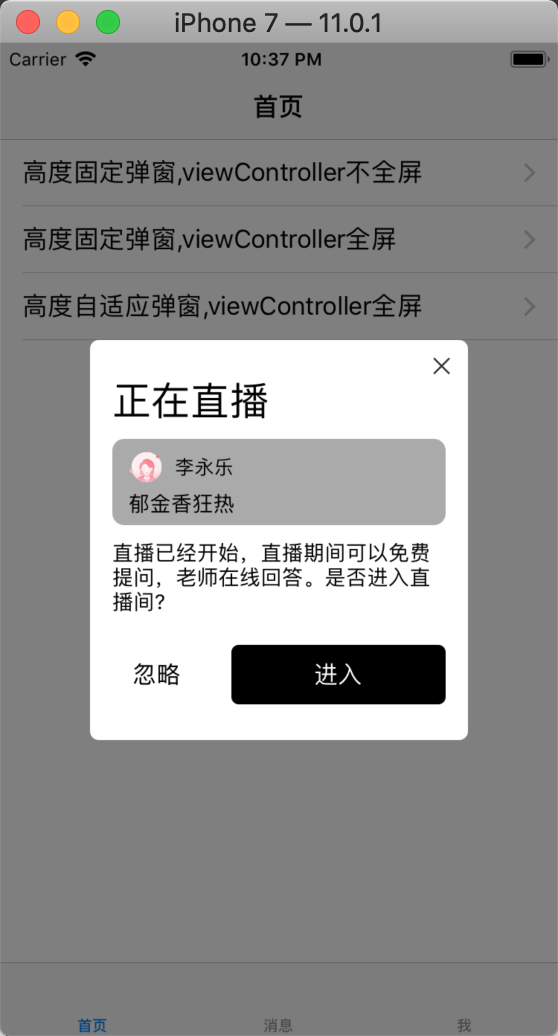 iPhone 7 — 11.0.1
Carrier 10:37 PM
首页
高度固定弹窗,viewController不全屏
高度固定弹窗,viewController全屏
高度自适应弹窗,viewController全屏
正在直播
李永乐
郁金香狂热
直播已经开始，直播期间可以免费
提问，老师在线回答。是否进入直
播间?
忽略 进入
首页 消息 我